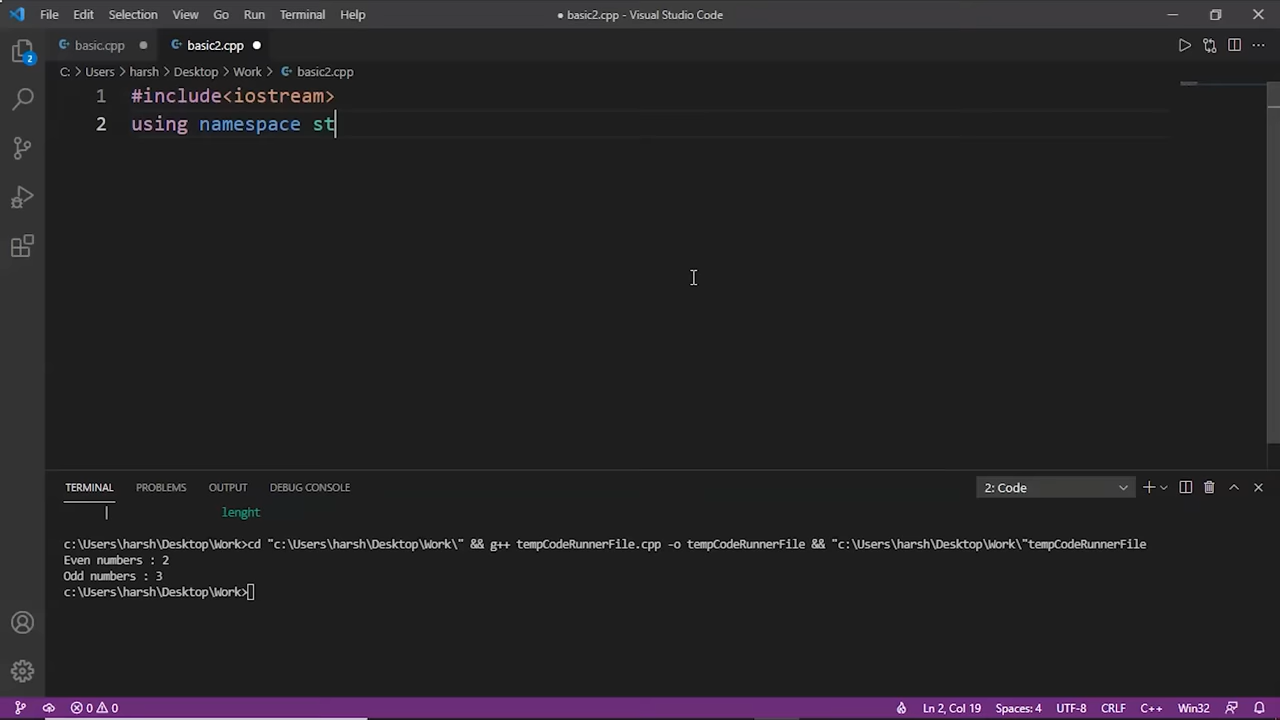 File Edit Selection View Go Run Terminal Help
● basic2.cpp - Visual Studio Code
basic.cpp
basic2.cpp
C: > Users > harsh > Desktop > Work > basic2.cpp
1 #include<iostream>
2 using namespace st
2
TERMINAL PROBLEMS OUTPUT DEBUG CONSOLE
2: Code
| lenght
c:\Users\harsh\Desktop\Work>cd "c:\Users\harsh\Desktop\Work\" && g++ tempCodeRunnerFile.cpp -o tempCodeRunnerFile && "c:\Users\harsh\Desktop\Work\"tempCodeRunnerFile
Even numbers : 2
Odd numbers : 3
c:\Users\harsh\Desktop\Work>
0 0
Ln 2, Col 19 Spaces: 4 UTF-8 CRLF C++ Win32